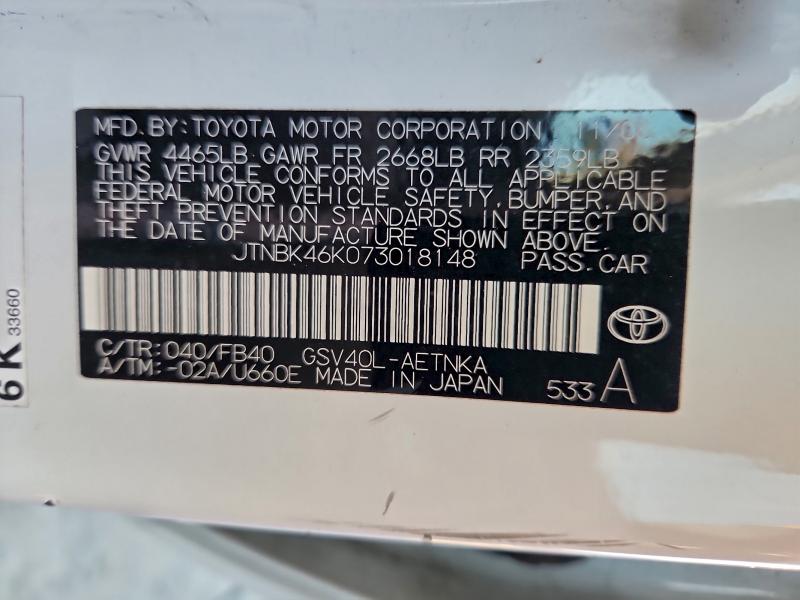 MFD. BY: TOYOTA MOTOR CORPORATION
GVWR 4465LB GAWR FR 2668LB RR 2359LB
THIS VEHICLE CONFORMS TO ALL APPLICABLE
FEDERAL MOTOR VEHICLE SAFETY, BUMPER, AND
THEFT PREVENTION STANDARDS IN EFFECT ON
THE DATE OF MANUFACTURE SHOWN ABOVE.
JTNBK46K073018148 PASS. CAR
C/TR: 040/FB40 GSV40L-AETNKA
A/TM: -02A/U660E MADE IN JAPAN 533 A
6 K 33660